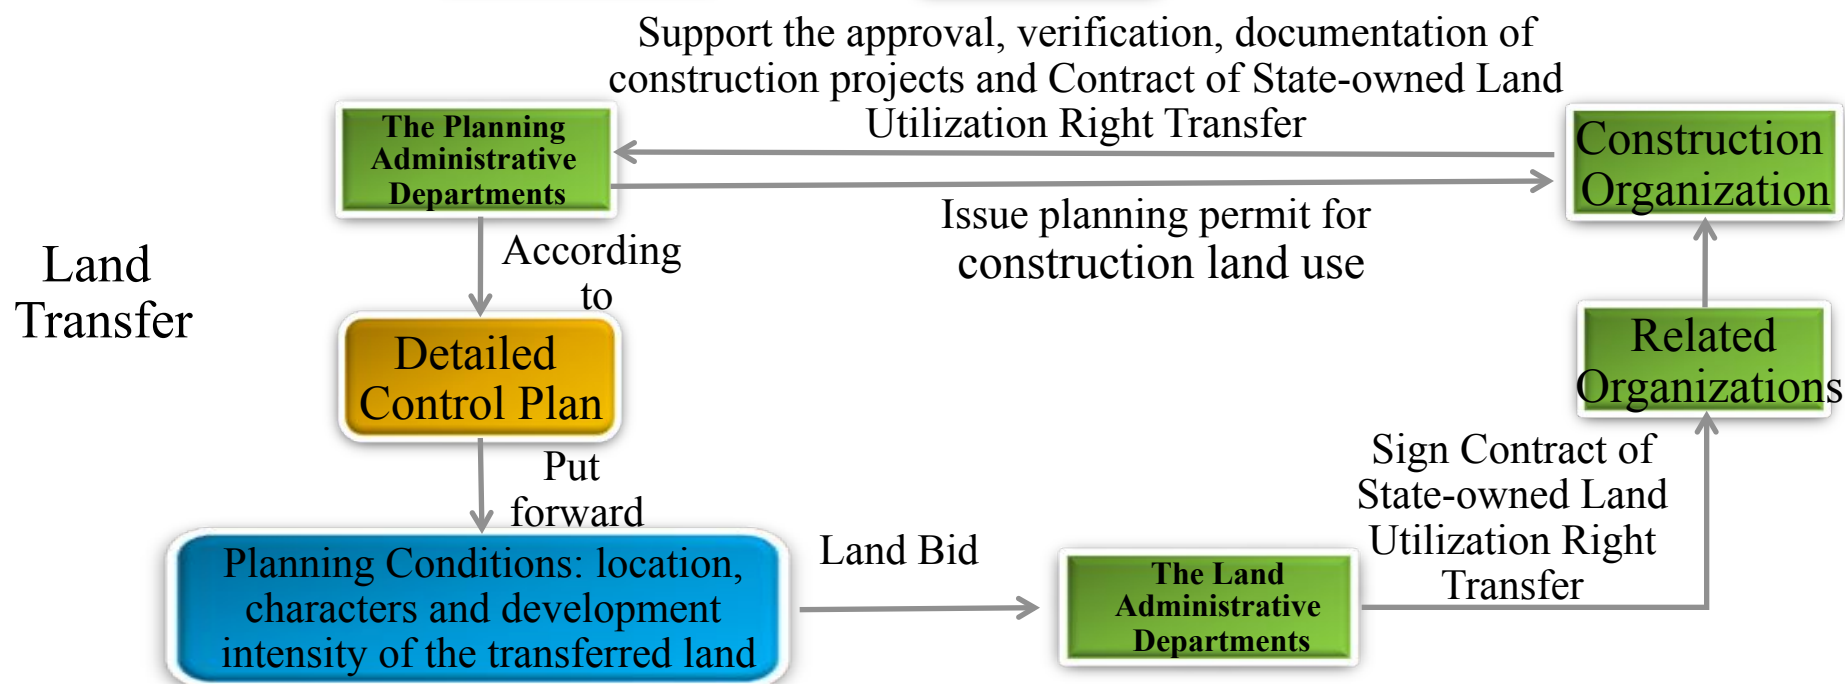 Support the approval, verification, documentation of
construction projects and Contract of State-owned Land
Utilization Right Transfer
The Planning
Administrative
Departments
Construction
Organization
Issue planning permit for
construction land use
According
to
Land
Transfer
Detailed
Control Plan
Related
Organizations
Put
forward
Sign Contract of
State-owned Land
Utilization Right
Transfer
Planning Conditions: location,
characters and development
intensity of the transferred land
Land Bid
The Land
Administrative
Departments